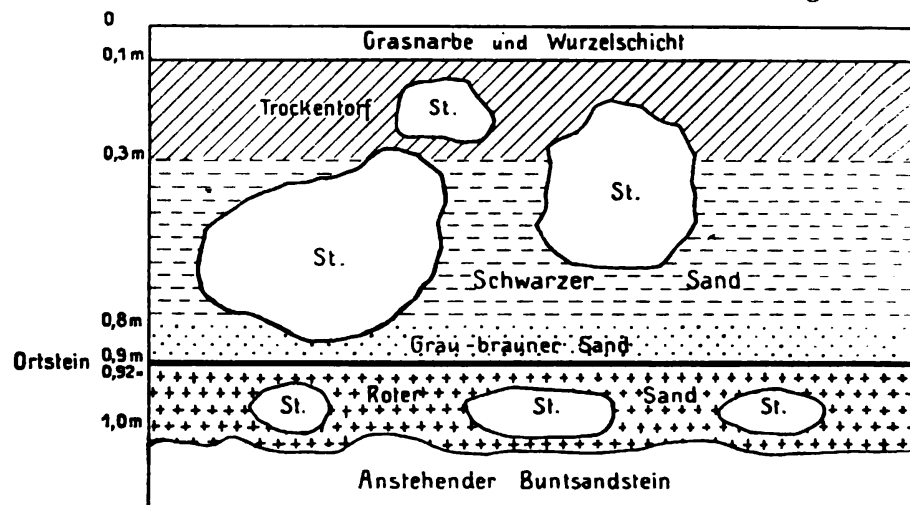 0
Grasnarbe und Wurzelschicht
0,1m
Trockentorf
St.
0,3m
St.
St.
Schwarzer Sand
0,8m
Grau-brauner Sand
Ortstein
0,9m
0,92=
Roter Sand
St.
St.
St.
1,0m
Anstehender Buntsandstein